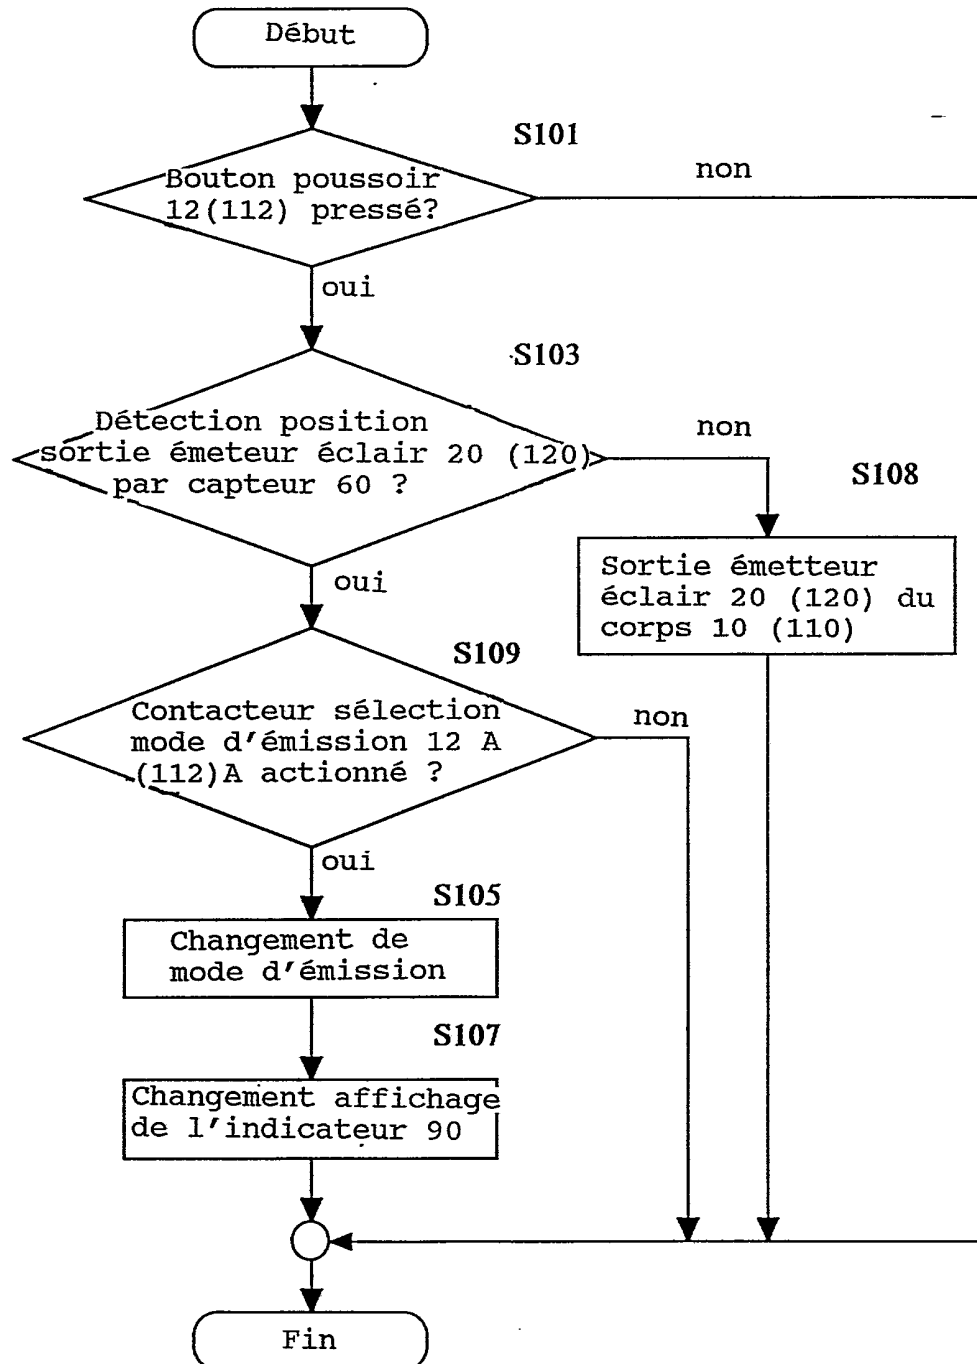 Début
S101
non
Bouton poussoir
12(112) pressé?
oui
S103
Détection position
sortie émeteur éclair 20 (120)
par capteur 60 ?
non
S108
oui
Sortie émetteur
éclair 20 (120) du
corps 10 (110)
S109
Contacteur sélection
mode d'émission 12 A
(112)A actionné ?
non
oui
S105
Changement de
mode d'émission
S107
Changement affichage
de l'indicateur 90
Fin